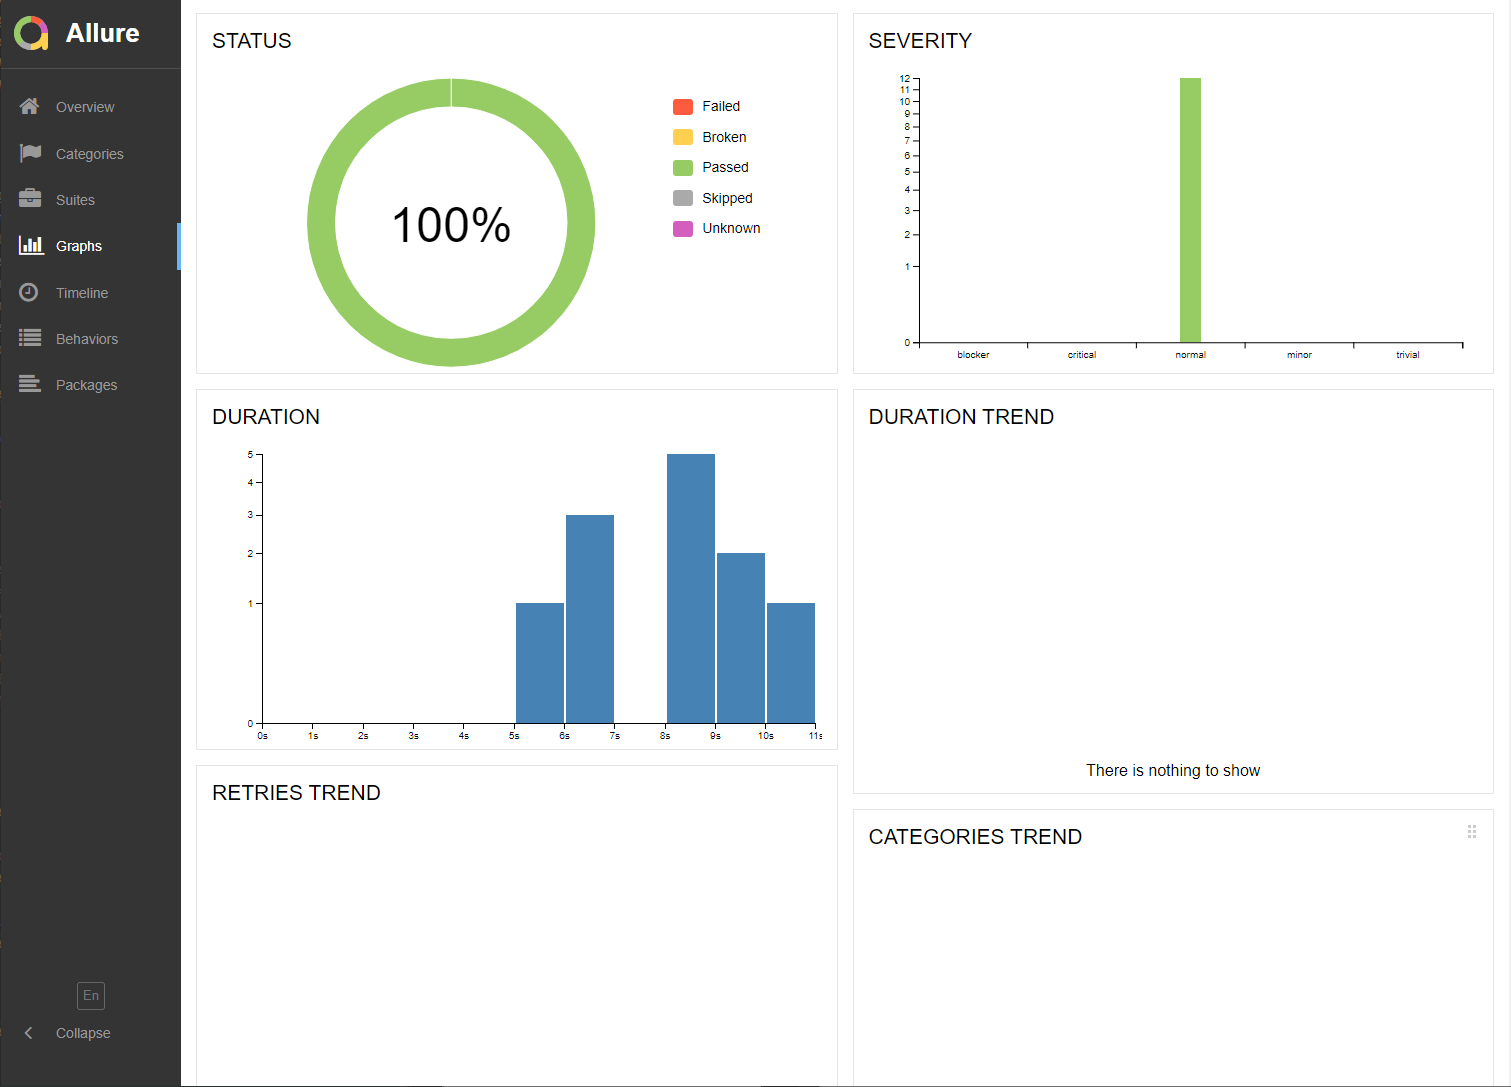 Allure
Overview
Categories
Suites
Graphs
Timeline
Behaviors
Packages
En
Collapse
STATUS
100%
Failed
Broken
Passed
Skipped
Unknown
SEVERITY
12
11
10
9
8
7
6
5
4
3
2
1
0
blocker critical normal minor trivial
DURATION
5
4
3
2
1
0
0s 1s 2s 3s 4s 5s 6s 7s 8s 9s 10s 11s
DURATION TREND
There is nothing to show
RETRIES TREND
CATEGORIES TREND